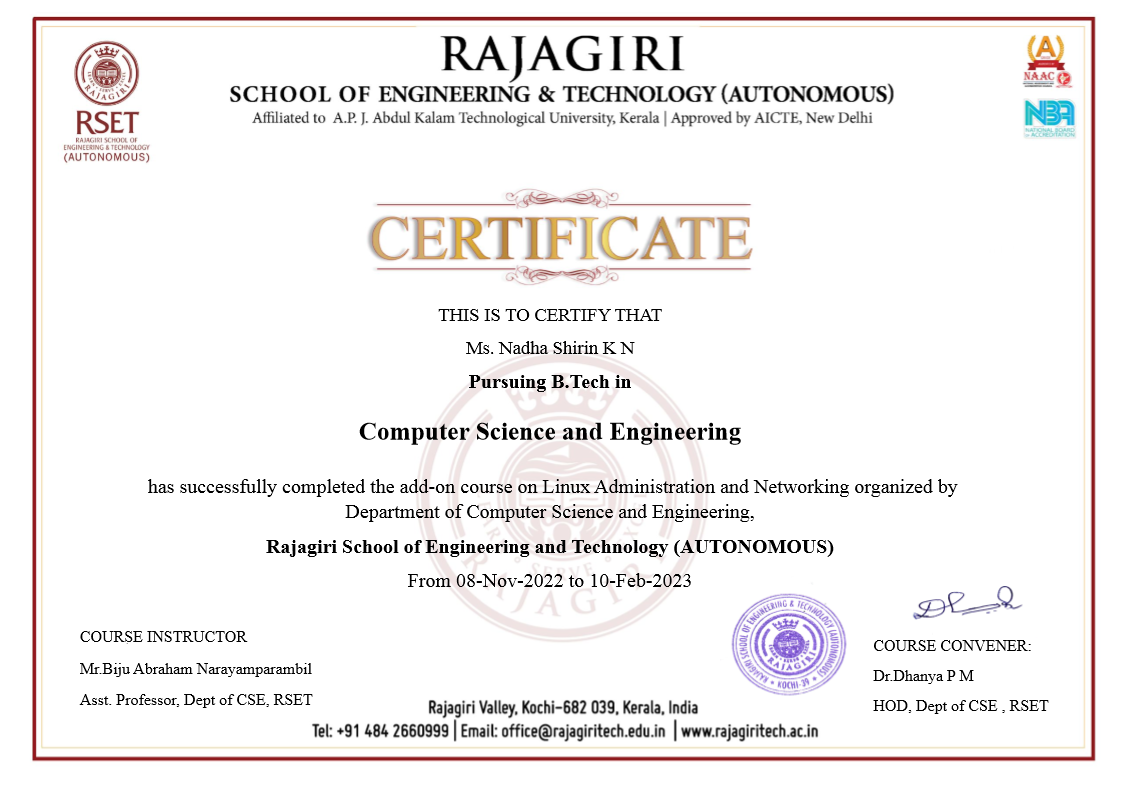 RAJAGIRI
SCHOOL OF ENGINEERING & TECHNOLOGY (AUTONOMOUS)
Affiliated to A.P. J. Abdul Kalam Technological University, Kerala | Approved by AICTE, New Delhi
RAJAGIRI
RSET
RAJAGIRI SCHOOL OF
ENGINEERING & TECHNOLOGY
(AUTONOMOUS)
A
NAAC
NBA
NATIONAL BOARD
of ACCREDITATION
CERTIFICATE
THIS IS TO CERTIFY THAT
Ms. Nadha Shirin K N
Pursuing B.Tech in
Computer Science and Engineering
has successfully completed the add-on course on Linux Administration and Networking organized by
Department of Computer Science and Engineering,
Rajagiri School of Engineering and Technology (AUTONOMOUS)
From 08-Nov-2022 to 10-Feb-2023
SERVE
RAJAGIRI
COURSE INSTRUCTOR
Mr.Biju Abraham Narayamparambil
Asst. Professor, Dept of CSE, RSET
RAJAGIRI SCHOOL OF ENGINEERING & TECHNOLOGY (AUTONOMOUS)
RAJAGIRI
KOCHI-39
COURSE CONVENER:
Dr.Dhanya P M
HOD, Dept of CSE , RSET
Rajagiri Valley, Kochi-682 039, Kerala, India
Tel: +91 484 2660999 | Email: office@rajagiritech.edu.in | www.rajagiritech.ac.in